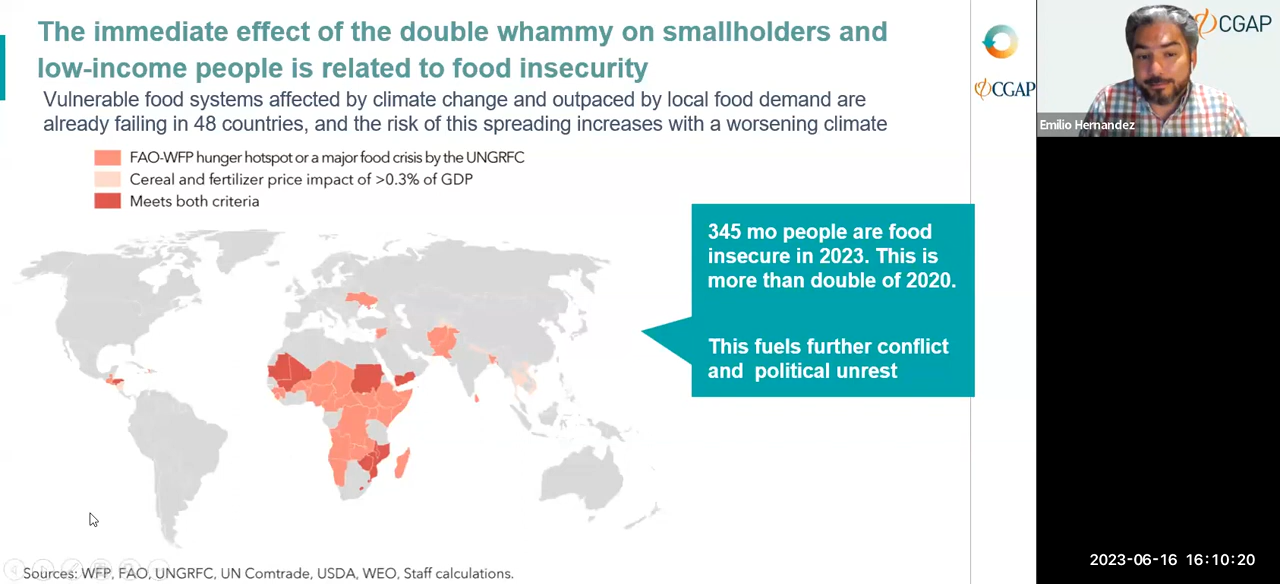 The immediate effect of the double whammy on smallholders and
low-income people is related to food insecurity
Vulnerable food systems affected by climate change and outpaced by local food demand are
already failing in 48 countries, and the risk of this spreading increases with a worsening climate
FAO-WFP hunger hotspot or a major food crisis by the UNGRFC
Cereal and fertilizer price impact of >0.3% of GDP
Meets both criteria
345 mo people are food
insecure in 2023. This is
more than double of 2020.
This fuels further conflict
and political unrest
Sources: WFP, FAO, UNGRFC, UN Comtrade, USDA, WEO, Staff calculations.
CGAP
CGAP
Emilio Hernandez
2023-06-16 16:10:20